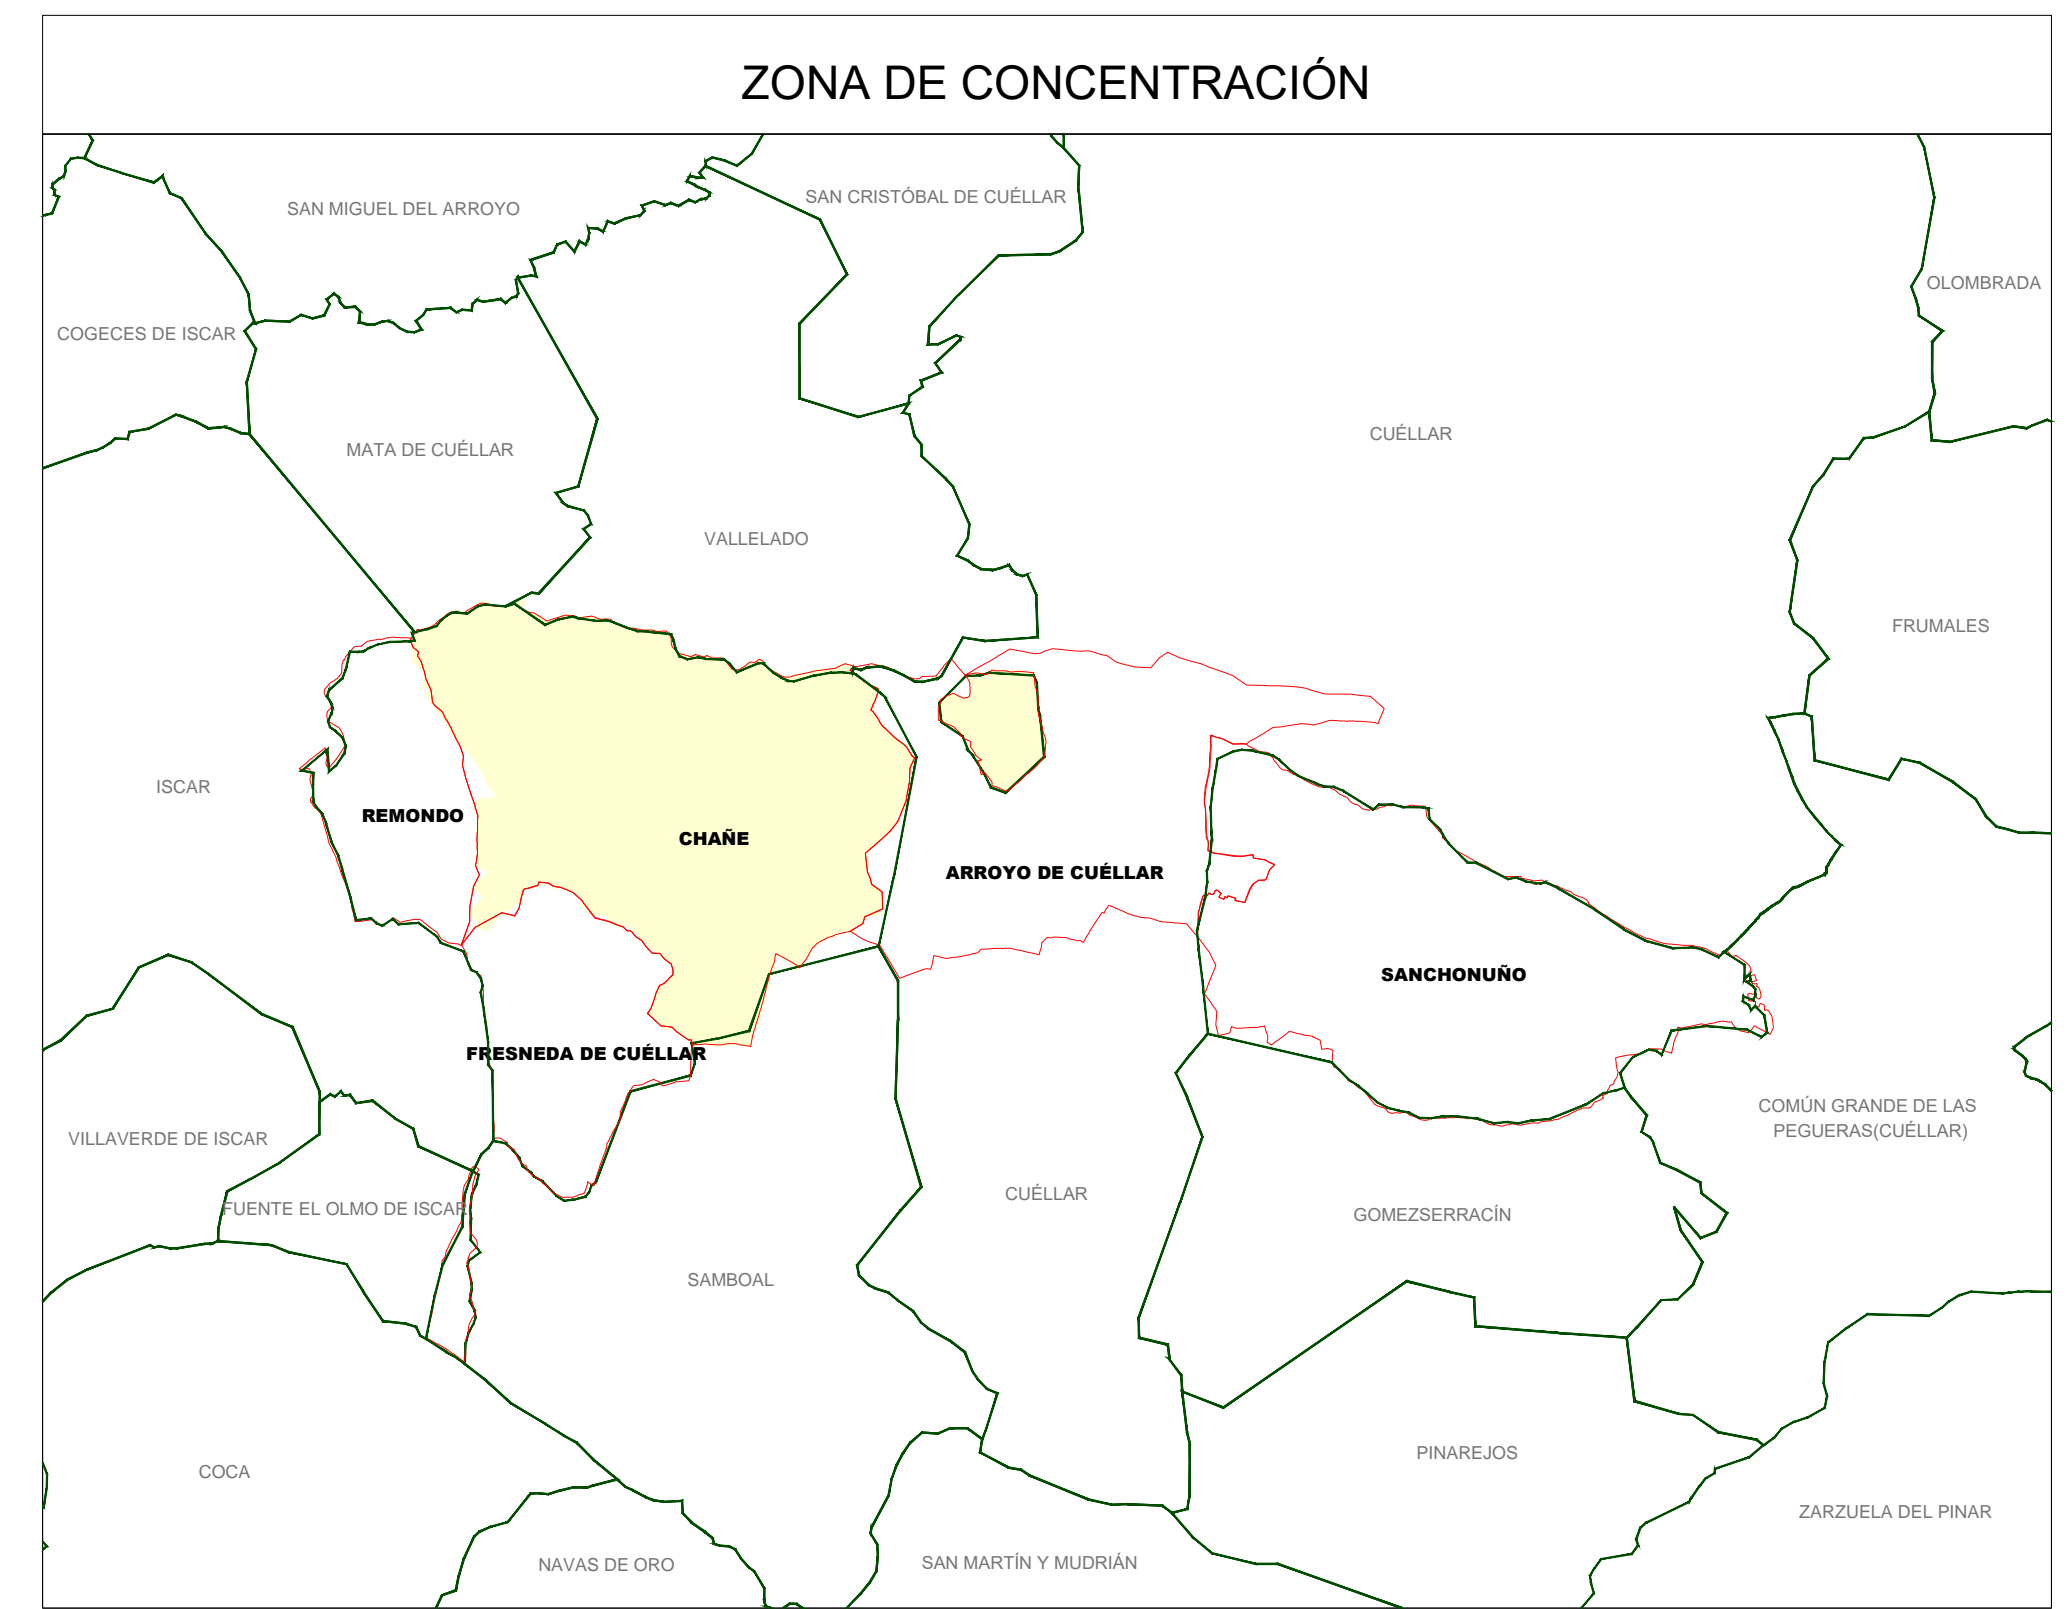 ZONA DE CONCENTRACIÓN
SAN MIGUEL DEL ARROYO
SAN CRISTÓBAL DE CUÉLLAR
OLOMBRADA
COGECES DE ISCAR
MATA DE CUÉLLAR
CUÉLLAR
VALLELADO
FRUMALES
ISCAR
REMONDO
CHAÑE
ARROYO DE CUÉLLAR
SANCHONUÑO
FRESNEDA DE CUÉLLAR
COMÚN GRANDE DE LAS
PEGUERAS(CUÉLLAR)
VILLAVERDE DE ISCAR
FUENTE EL OLMO DE ISCAR
CUÉLLAR
GOMEZSERRACÍN
SAMBOAL
COCA
PINAREJOS
ZARZUELA DEL PINAR
NAVAS DE ORO
SAN MARTÍN Y MUDRIÁN